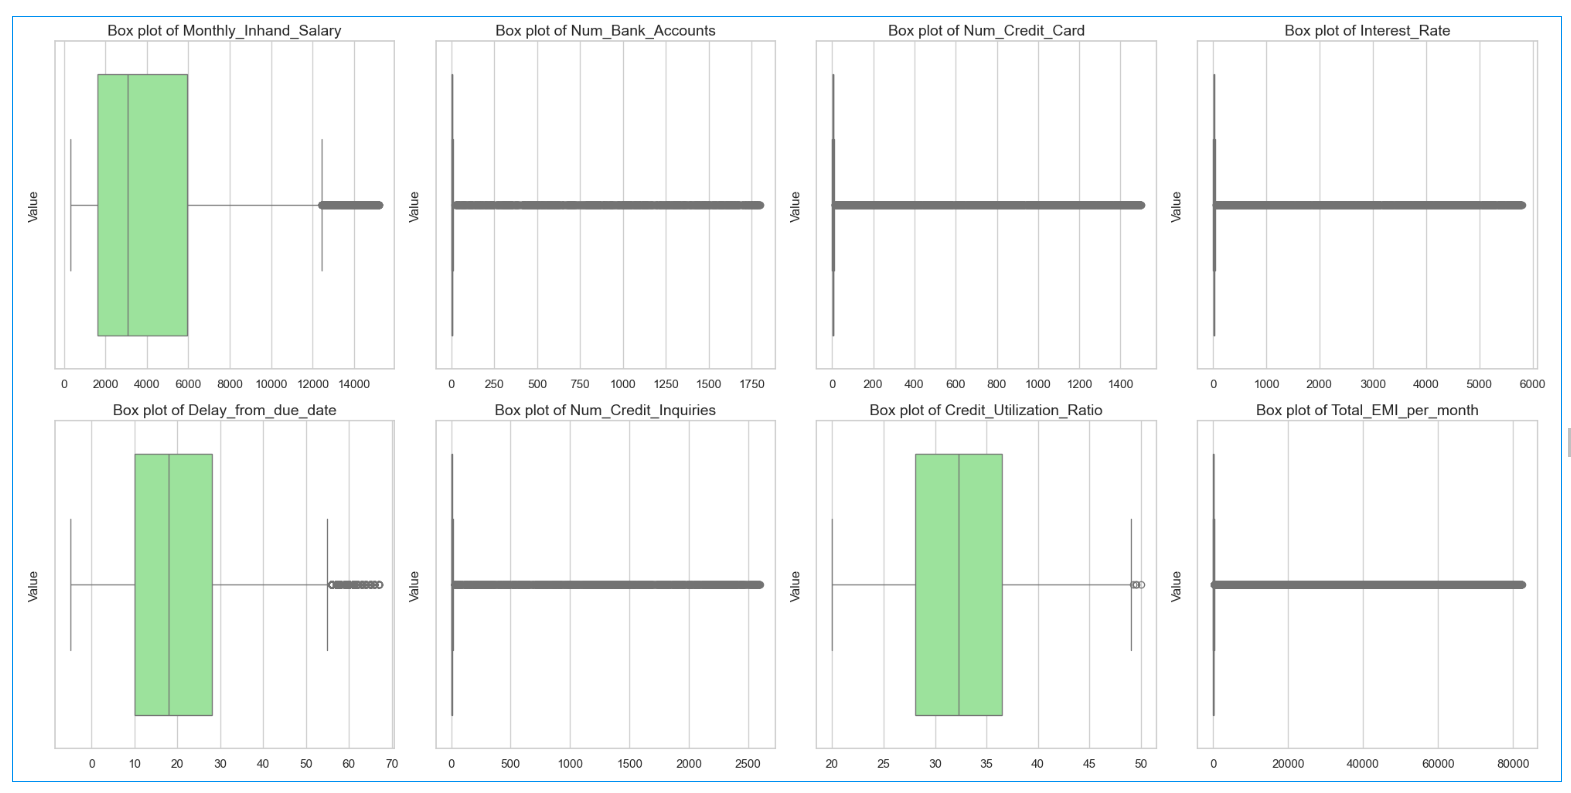 Box plot of Monthly_Inhand_Salary
Value
0 2000 4000 6000 8000 10000 12000 14000
Box plot of Num_Bank_Accounts
Value
0 250 500 750 1000 1250 1500 1750
Box plot of Num_Credit_Card
Value
0 200 400 600 800 1000 1200 1400
Box plot of Interest_Rate
Value
0 1000 2000 3000 4000 5000 6000
Box plot of Delay_from_due_date
Value
0 10 20 30 40 50 60 70
Box plot of Num_Credit_Inquiries
Value
0 500 1000 1500 2000 2500
Box plot of Credit_Utilization_Ratio
Value
20 25 30 35 40 45 50
Box plot of Total_EMI_per_month
Value
0 20000 40000 60000 80000